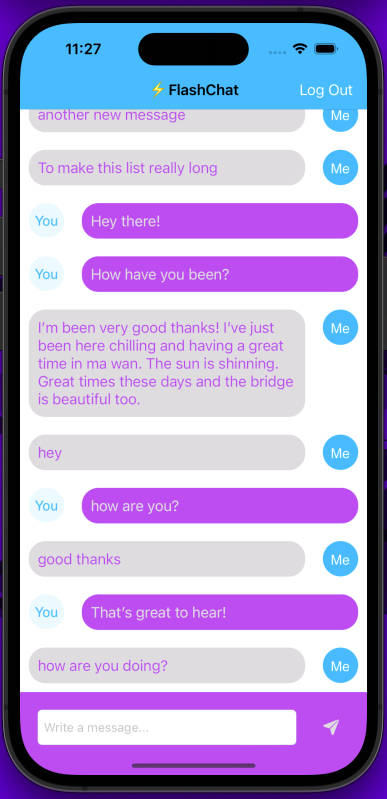 11:27
⚡FlashChat
Log Out
another new message
Me
To make this list really long
Me
You
Hey there!
You
How have you been?
I'm been very good thanks! I've just
been here chilling and having a great
time in ma wan. The sun is shinning.
Great times these days and the bridge
is beautiful too.
Me
hey
Me
You
how are you?
good thanks
Me
You
That's great to hear!
how are you doing?
Me
Write a message...